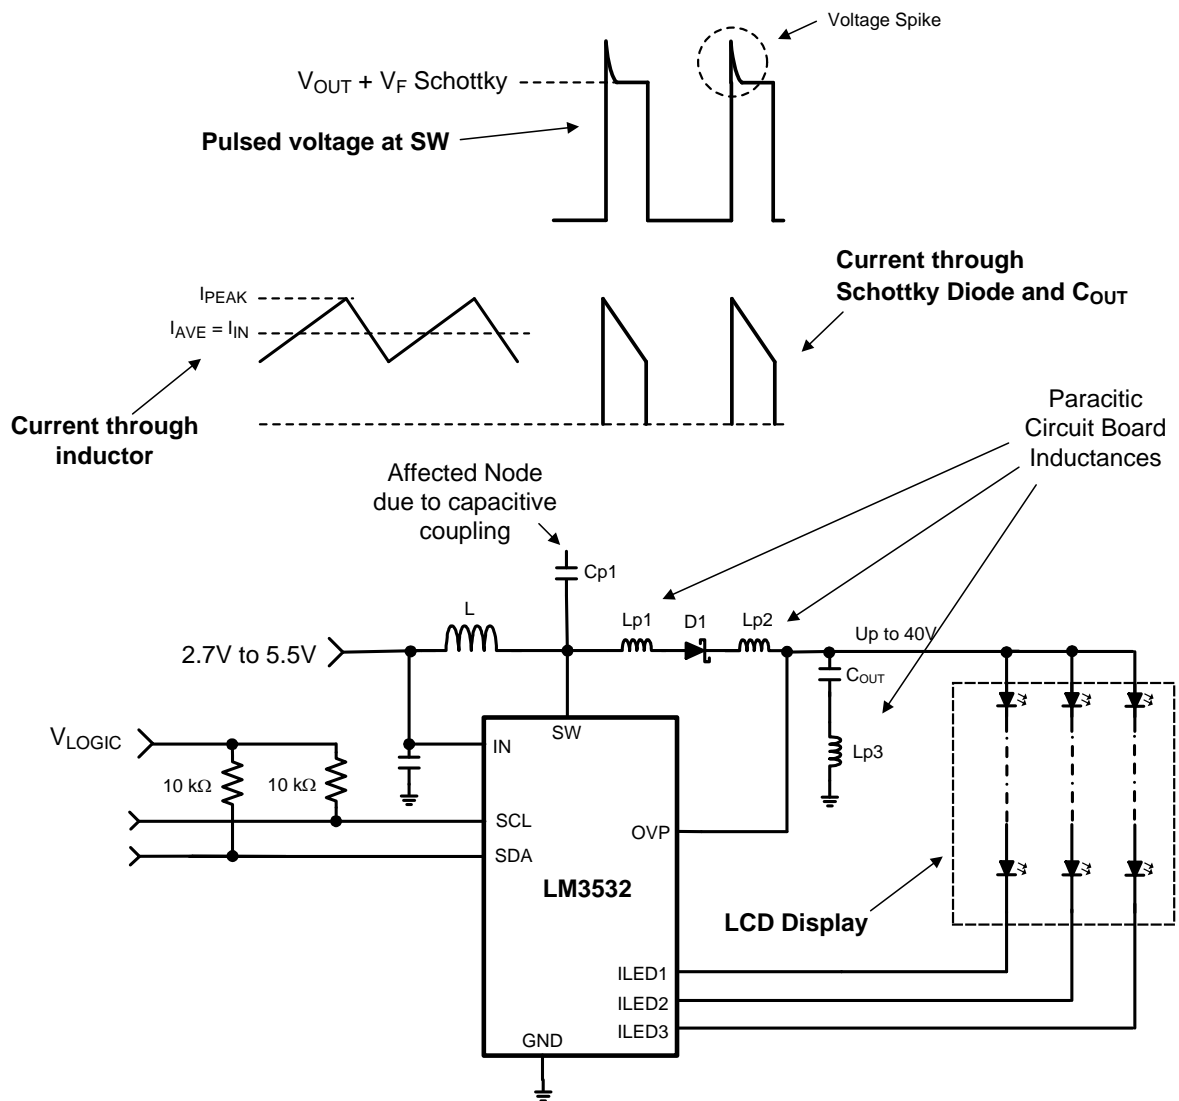 Voltage Spike
VOUT + VF Schottky
Pulsed voltage at SW
Current through
Schottky Diode and COUT
IPEAK
IAVE = IIN
Current through
inductor
Paracitic
Circuit Board
Inductances
Affected Node
due to capacitive
coupling
Cp1
L
Lp1
D1
Lp2
Up to 40V
2.7V to 5.5V
COUT
SW
VLOGIC
IN
Lp3
10 kΩ
10 kΩ
SCL
OVP
SDA
LM3532
LCD Display
ILED1
ILED2
ILED3
GND